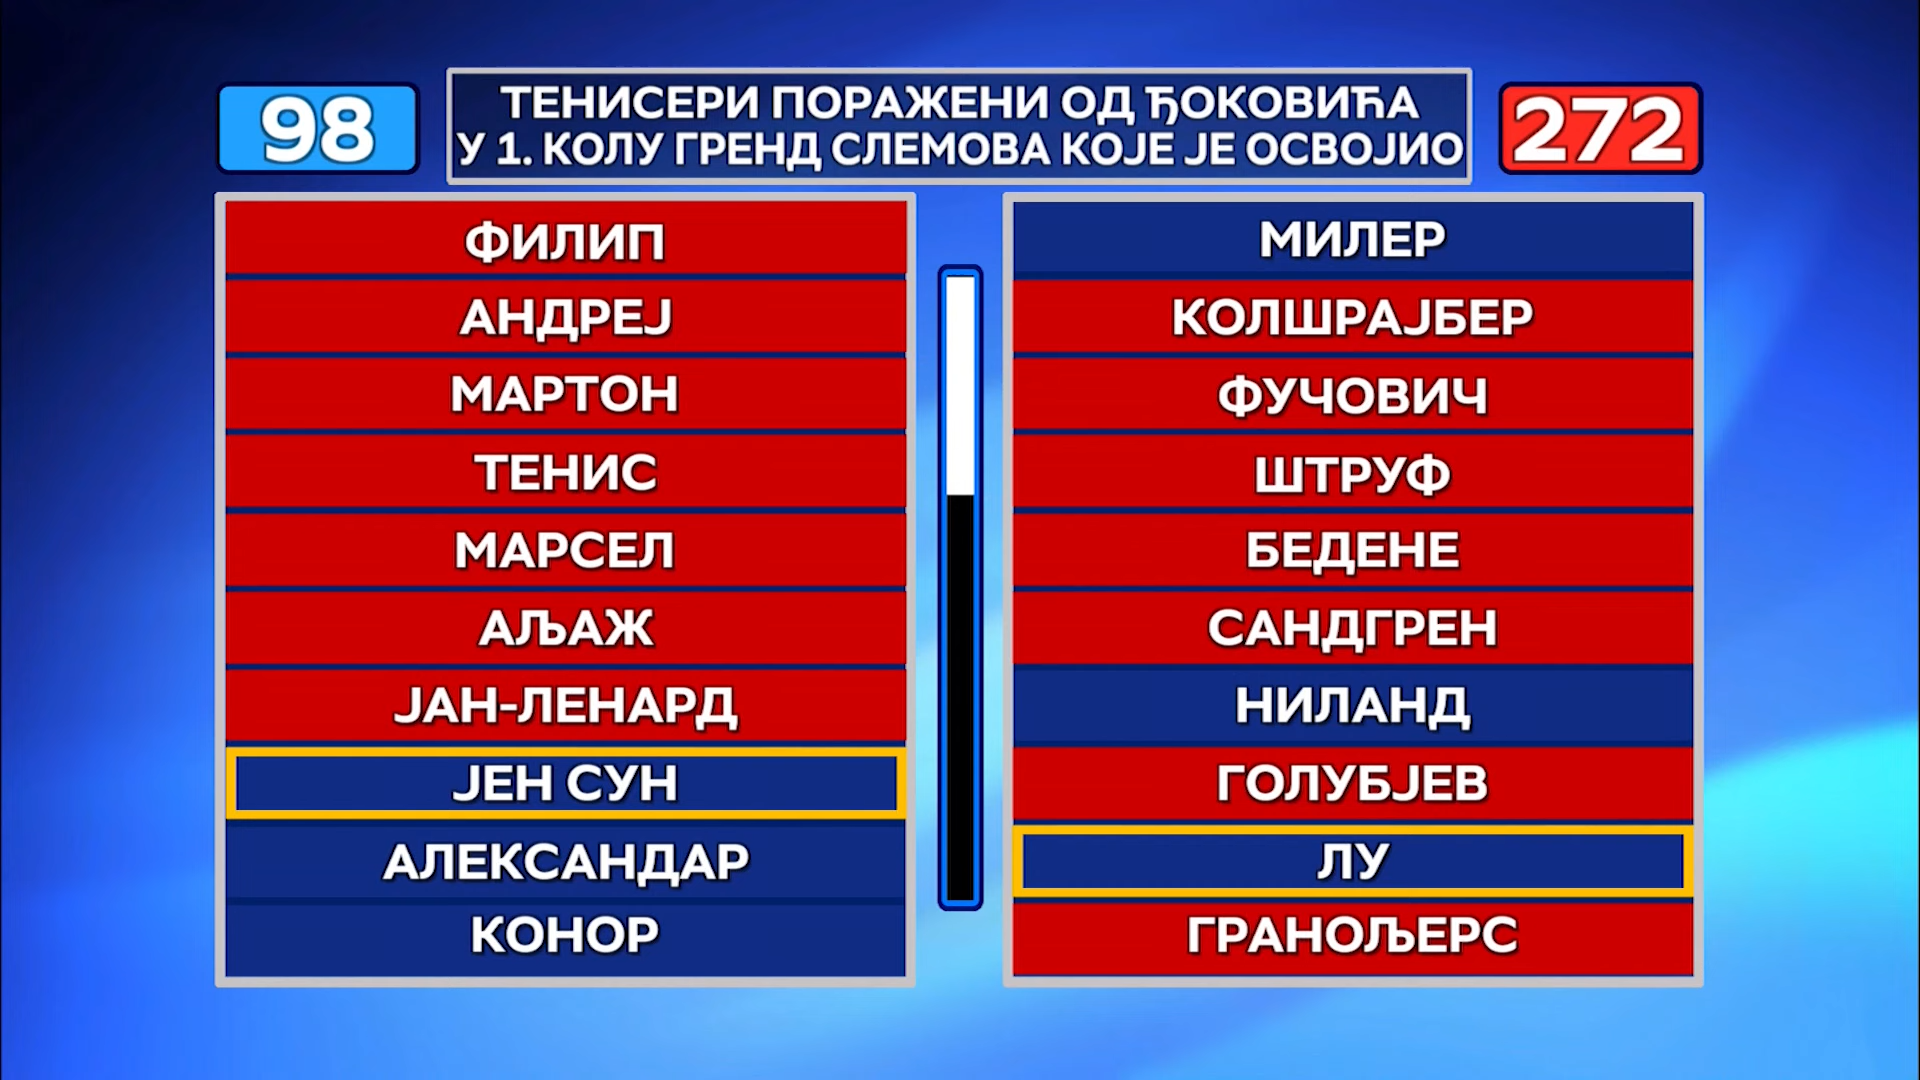 98
ТЕНИСЕРИ ПОРАЖЕНИ ОД ЂОКОВИЋА
У 1. КОЛУ ГРЕНД СЛЕМОВА КОЈЕ ЈЕ ОСВОЈИО
272
ФИЛИП
АНДРЕЈ
МАРТОН
ТЕНИС
МАРСЕЛ
АЉАЖ
ЈАН-ЛЕНАРД
ЈЕН СУН
АЛЕКСАНДАР
КОНОР
МИЛЕР
КОЛШРАЈБЕР
ФУЧОВИЧ
ШТРУФ
БЕДЕНЕ
САНДГРЕН
НИЛАНД
ГОЛУБЈЕВ
ЛУ
ГРАНОЉЕРС